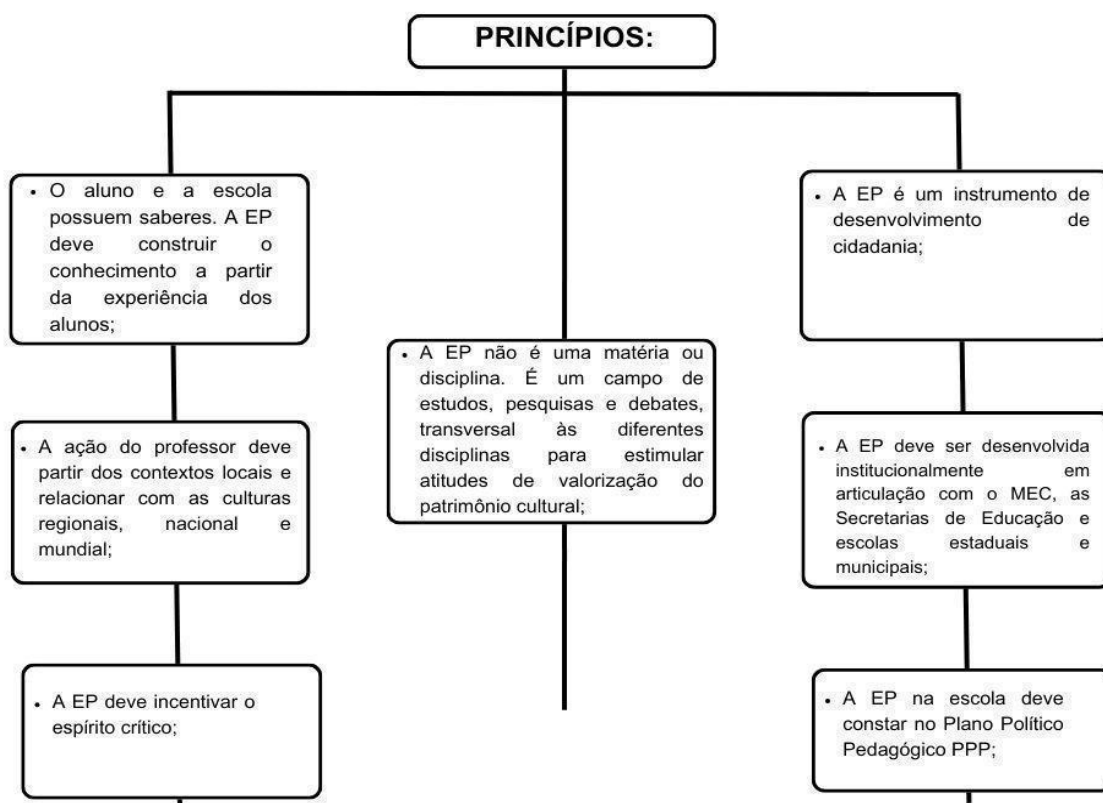 PRINCÍPIOS:
• O aluno e a escola
possuem saberes. A EP
deve construir o
conhecimento a partir
da experiência dos
alunos;
• A ação do professor deve
partir dos contextos locais e
relacionar com as culturas
regionais, nacional e
mundial;
• A EP deve incentivar o
espírito crítico;
• A EP não é uma matéria ou
disciplina. É um campo de
estudos, pesquisas e debates,
transversal às diferentes
disciplinas para estimular
atitudes de valorização do
patrimônio cultural;
• A EP é um instrumento de
desenvolvimento de
cidadania;
• A EP deve ser desenvolvida
institucionalmente em
articulação com o MEC, as
Secretarias de Educação e
escolas estaduais e
municipais;
• A EP na escola deve
constar no Plano Político
Pedagógico PPP;